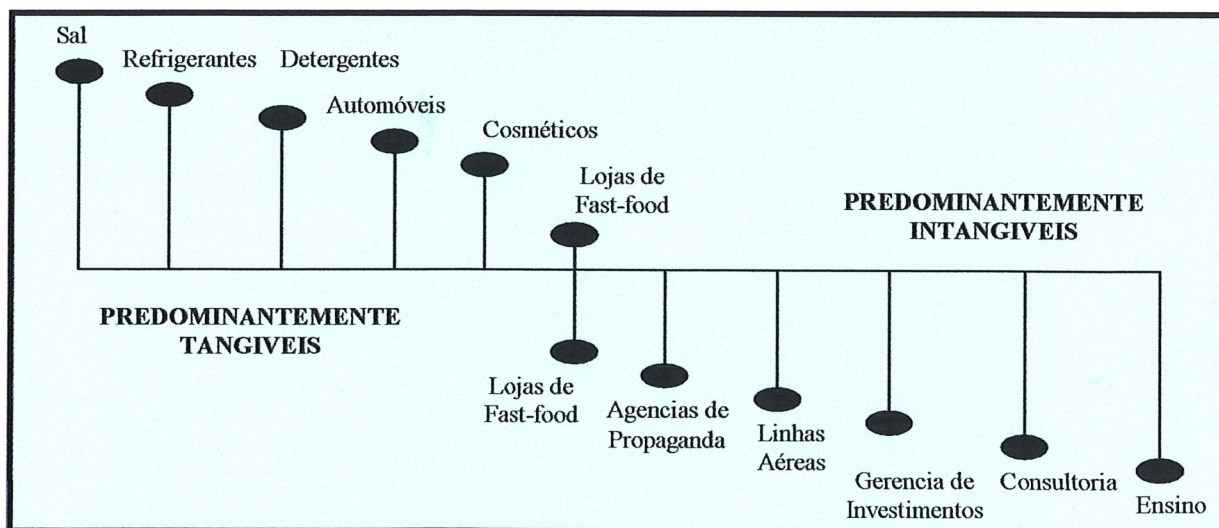 Sal
Refrigerantes
Detergentes
Automóveis
Cosméticos
Lojas de
Fast-food
PREDOMINANTEMENTE
INTANGIVEIS
PREDOMINANTEMENTE
TANGIVEIS
Lojas de
Fast-food
Agencias de
Propaganda
Linhas
Aéreas
Gerencia de
Investimentos
Consultoria
Ensino